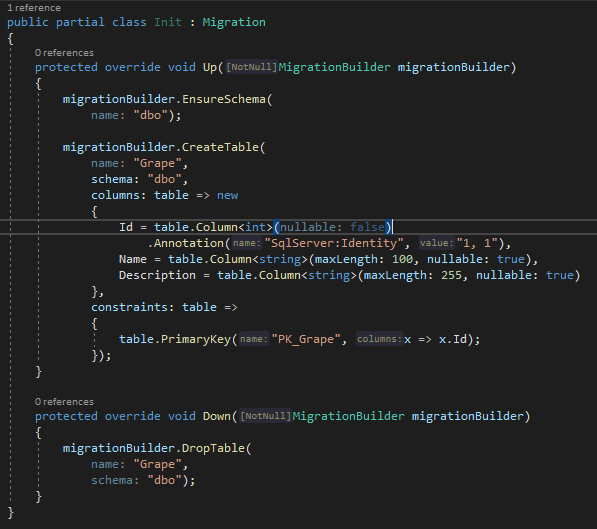 1 reference
public partial class Init : Migration
{
0 references
protected override void Up([NotNull]MigrationBuilder migrationBuilder)
{
migrationBuilder.EnsureSchema(
name: "dbo");
migrationBuilder.CreateTable(
name: "Grape",
schema: "dbo",
columns: table => new
{
Id = table.Column<int>(nullable: false)
.Annotation(name:"SqlServer:Identity", value:"1, 1"),
Name = table.Column<string>(maxLength: 100, nullable: true),
Description = table.Column<string>(maxLength: 255, nullable: true)
},
constraints: table =>
{
table.PrimaryKey(name:"PK_Grape", columns:x => x.Id);
});
}
0 references
protected override void Down([NotNull]MigrationBuilder migrationBuilder)
{
migrationBuilder.DropTable(
name: "Grape",
schema: "dbo");
}
}